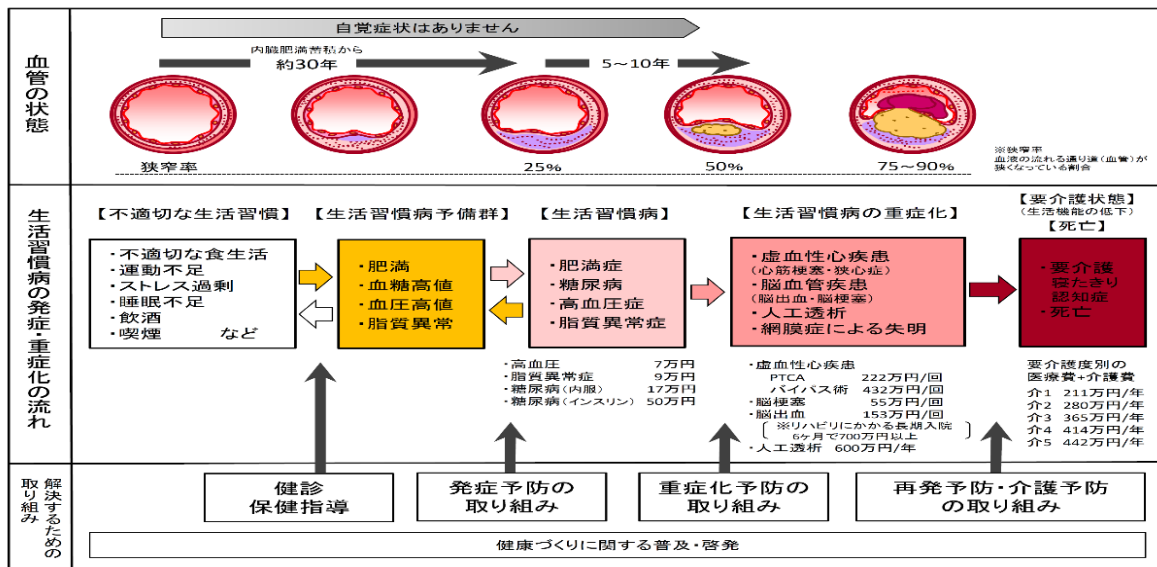 血管の状態
自覚症状はありません
内臓肥満蓄積から
約30年
5~10年
狭窄率
25%
50%
75~90%
※狭窄率
血液の流れる通り道(血管)が
狭くなっている割合
生活習慣病の発症・重症化の流れ
【不適切な生活習慣】
・不適切な食生活
・運動不足
・ストレス過剰
・睡眠不足
・飲酒
・喫煙 など
【生活習慣病予備群】
・肥満
・血糖高値
・血圧高値
・脂質異常
【生活習慣病】
・肥満症
・糖尿病
・高血圧症
・脂質異常症
・高血圧 7万円
・脂質異常症 9万円
・糖尿病(内服) 17万円
・糖尿病(インスリン) 50万円
【生活習慣病の重症化】
・虚血性心疾患
(心筋梗塞・狭心症)
・脳血管疾患
(脳出血・脳梗塞)
・人工透析
・網膜症による失明
・虚血性心疾患
PTCA 222万円/回
バイパス術 432万円/回
・脳梗塞 55万円/回
・脳出血 153万円/回
※リハビリにかかる長期入院
6ヶ月で700万円以上
・人工透析 600万円/年
【要介護状態】
(生活機能の低下)
【死亡】
・要介護
寝たきり
認知症
・死亡
要介護度別の
医療費+介護費
介1 211万円/年
介2 280万円/年
介3 365万円/年
介4 414万円/年
介5 442万円/年
解決するための
取り組み
健診
保健指導
発症予防の
取り組み
重症化予防の
取り組み
再発予防・介護予防
の取り組み
健康づくりに関する普及・啓発